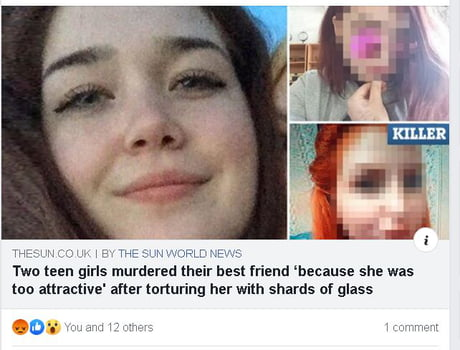 KILLER
THESUN.CO.UK | BY THE SUN WORLD NEWS
Two teen girls murdered their best friend ‘because she was
too attractive' after torturing her with shards of glass
You and 12 others
1 comment